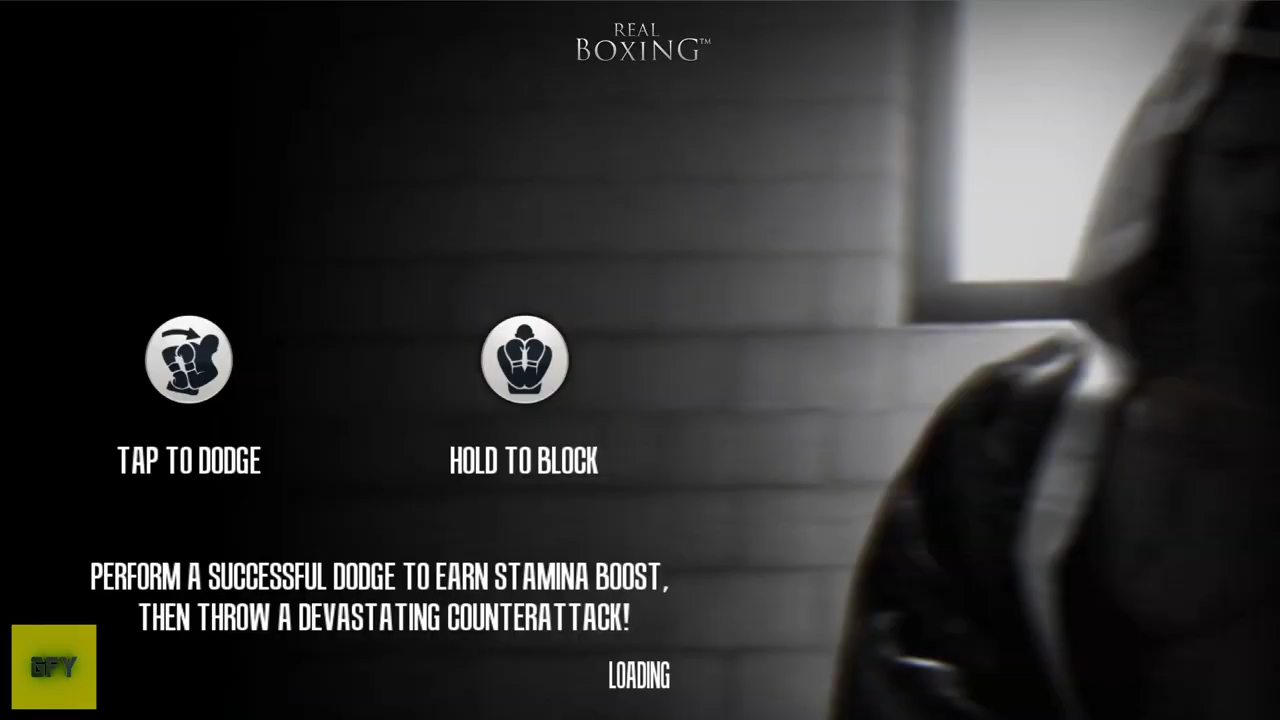 REAL
BOXING™
TAP TO DODGE
HOLD TO BLOCK
PERFORM A SUCCESSFUL DODGE TO EARN STAMINA BOOST,
THEN THROW A DEVASTATING COUNTERATTACK!
LOADING
GFY